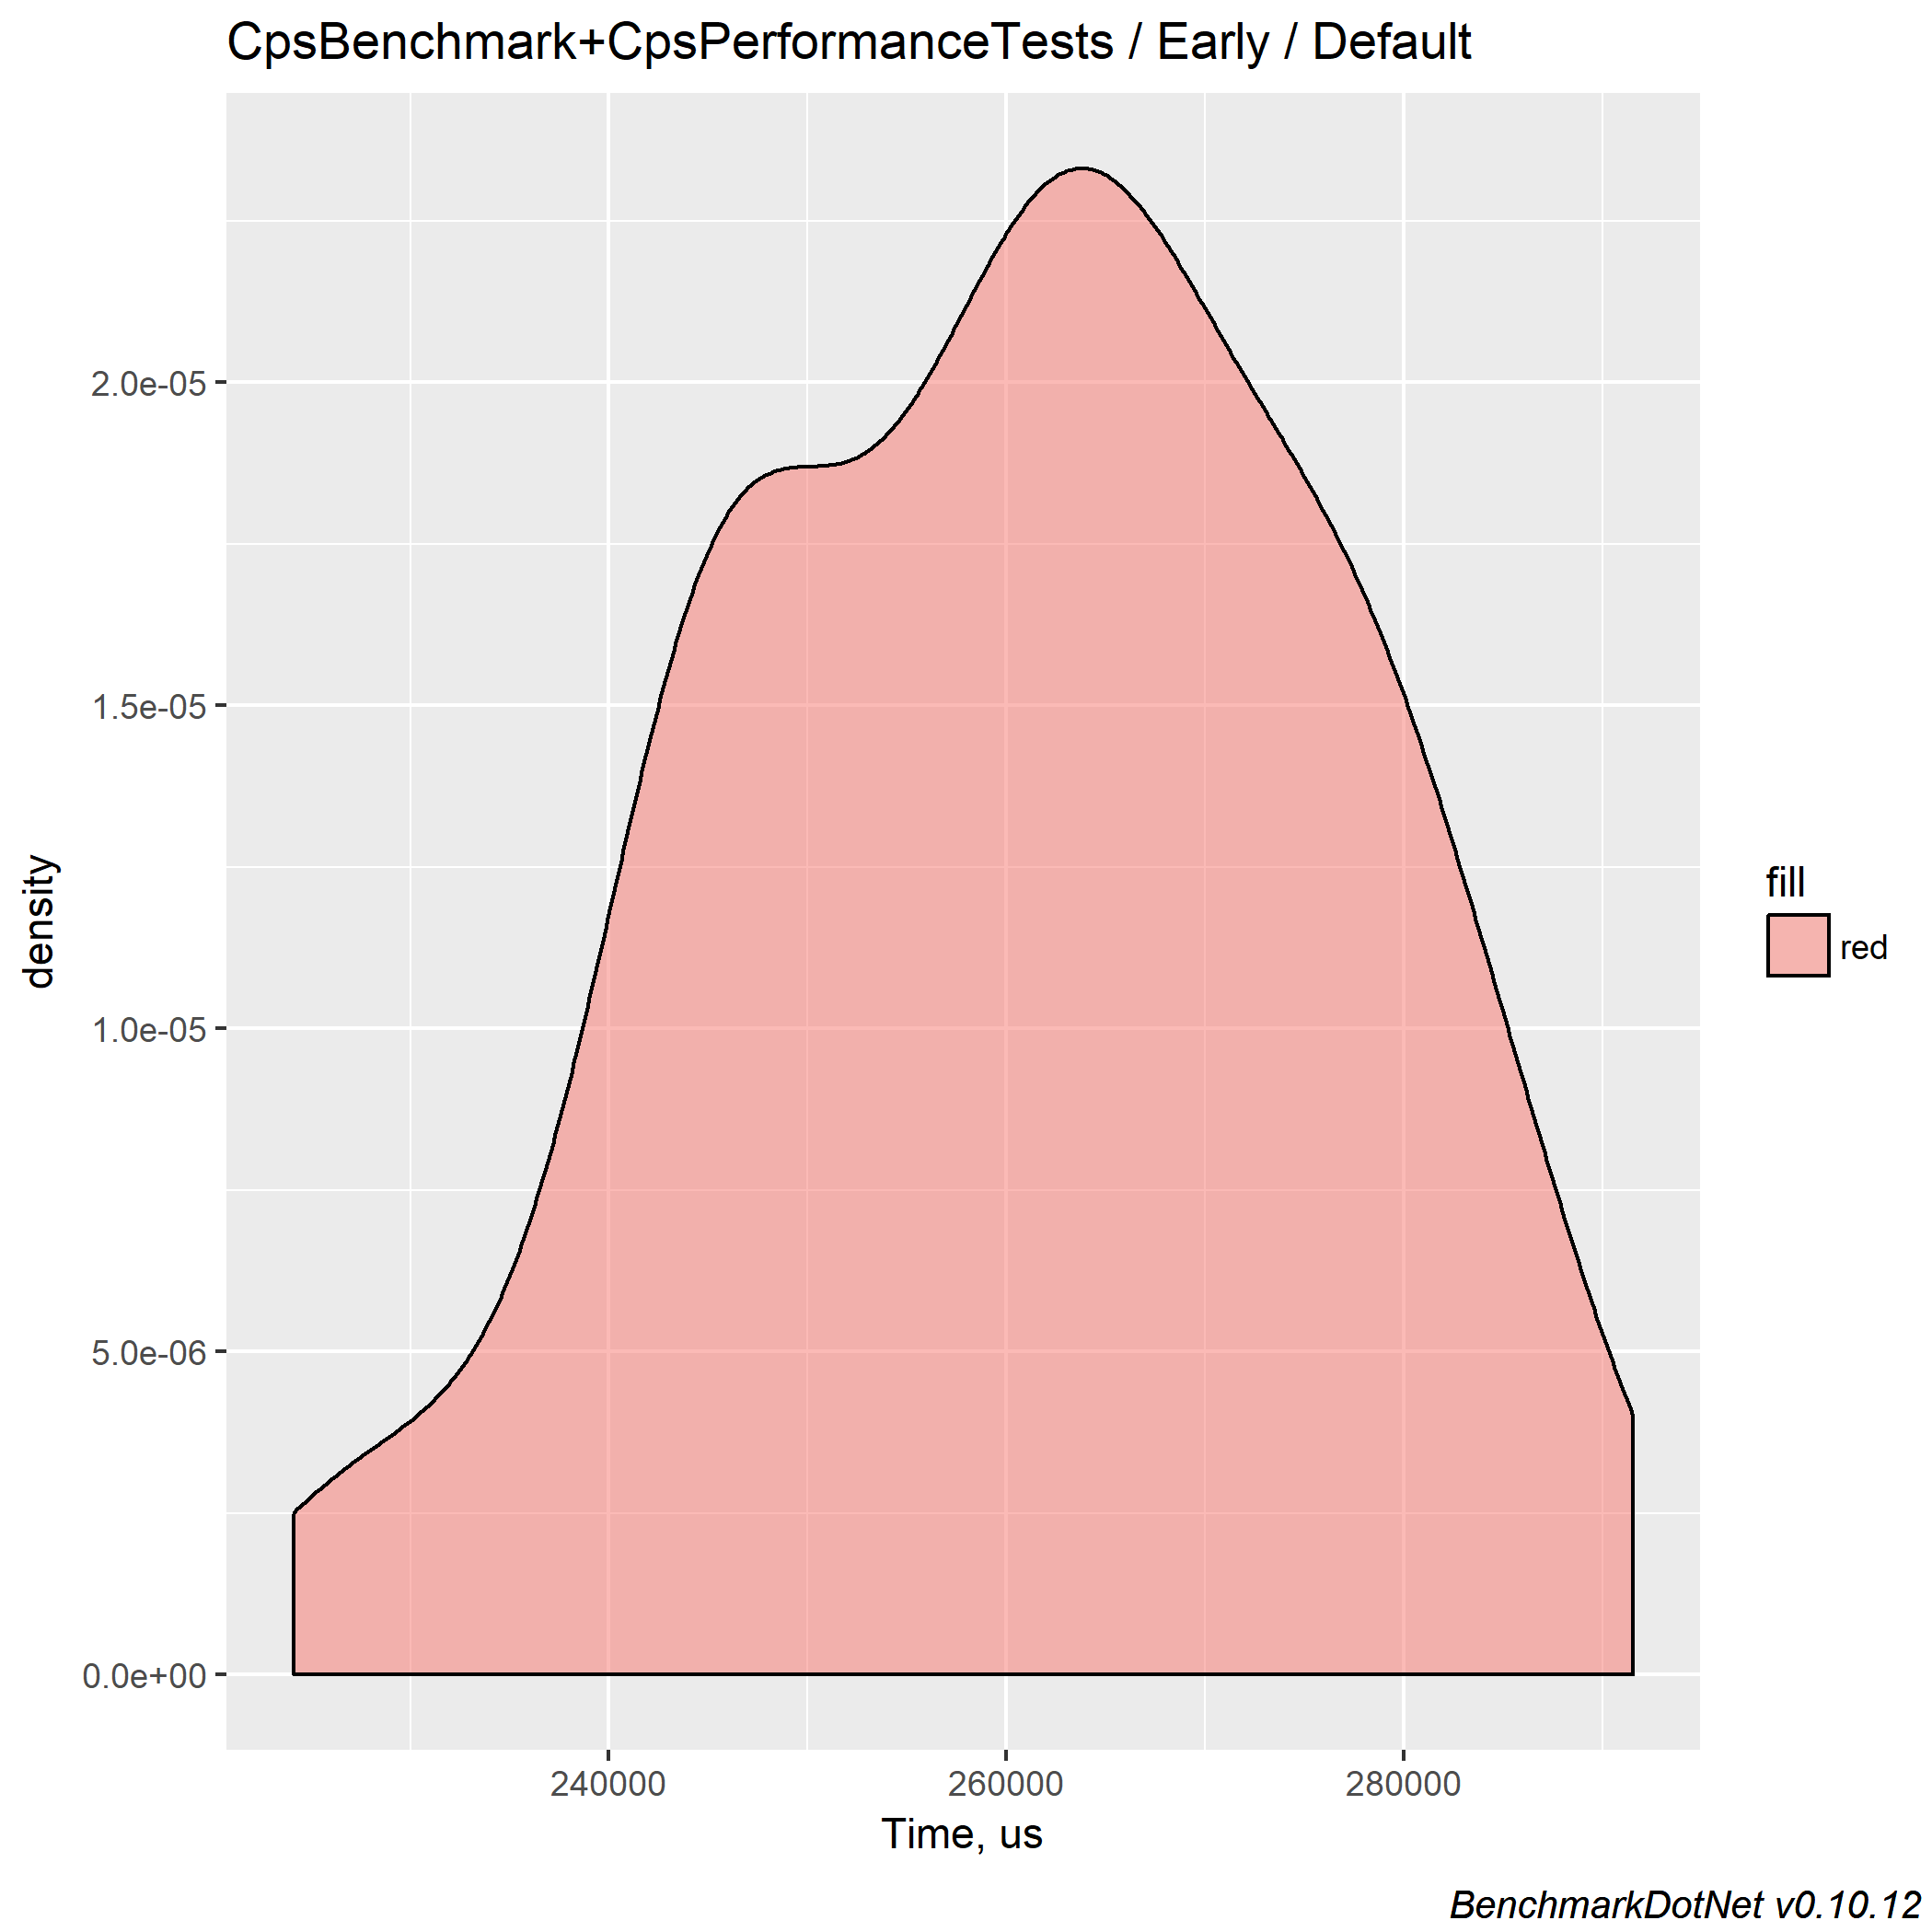 CpsBenchmark+CpsPerformanceTests / Early / Default
density
2.0e-05
1.5e-05
1.0e-05
5.0e-06
0.0e+00
240000 260000 280000
Time, us
fill
red
BenchmarkDotNet v0.10.12